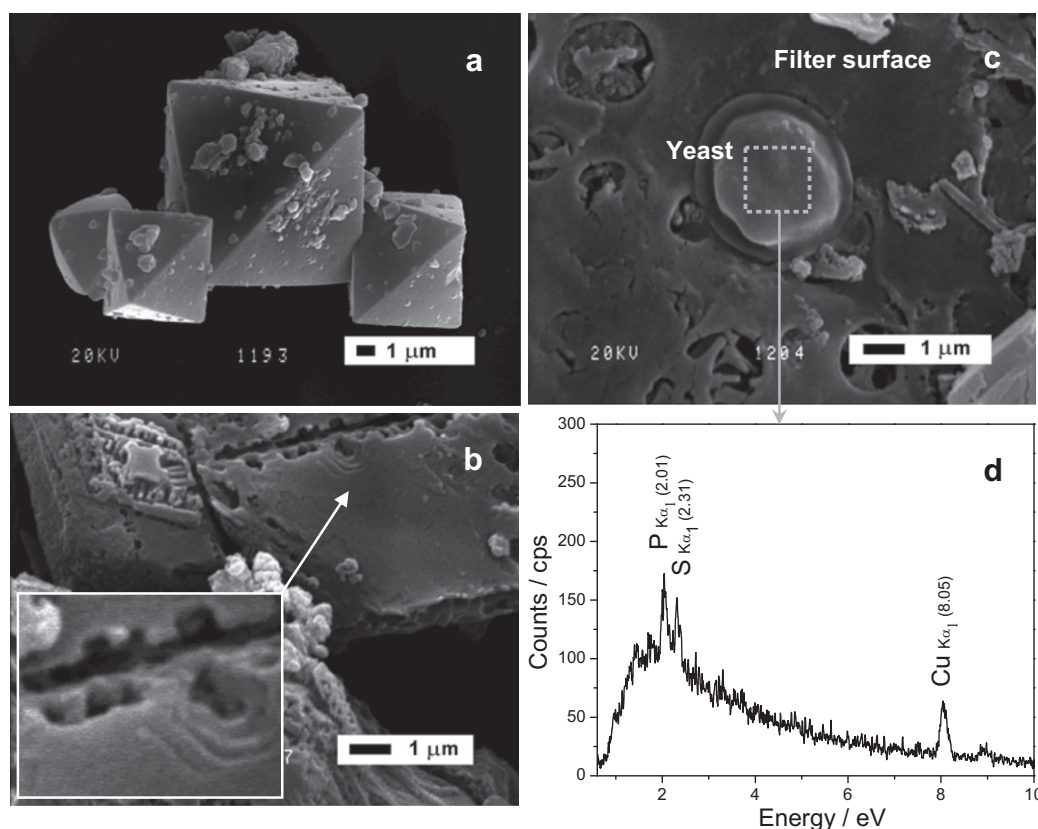 a
20KV 1193 1 μm
b
7 1 μm
Filter surface c
Yeast
20KV 1204 1 μm
d
P Kα1 (2.01)
S Kα1 (2.31)
Cu Kα1 (8.05)
Counts / cps
300
250
200
150
100
50
0
2 4 6 8 10
Energy / eV